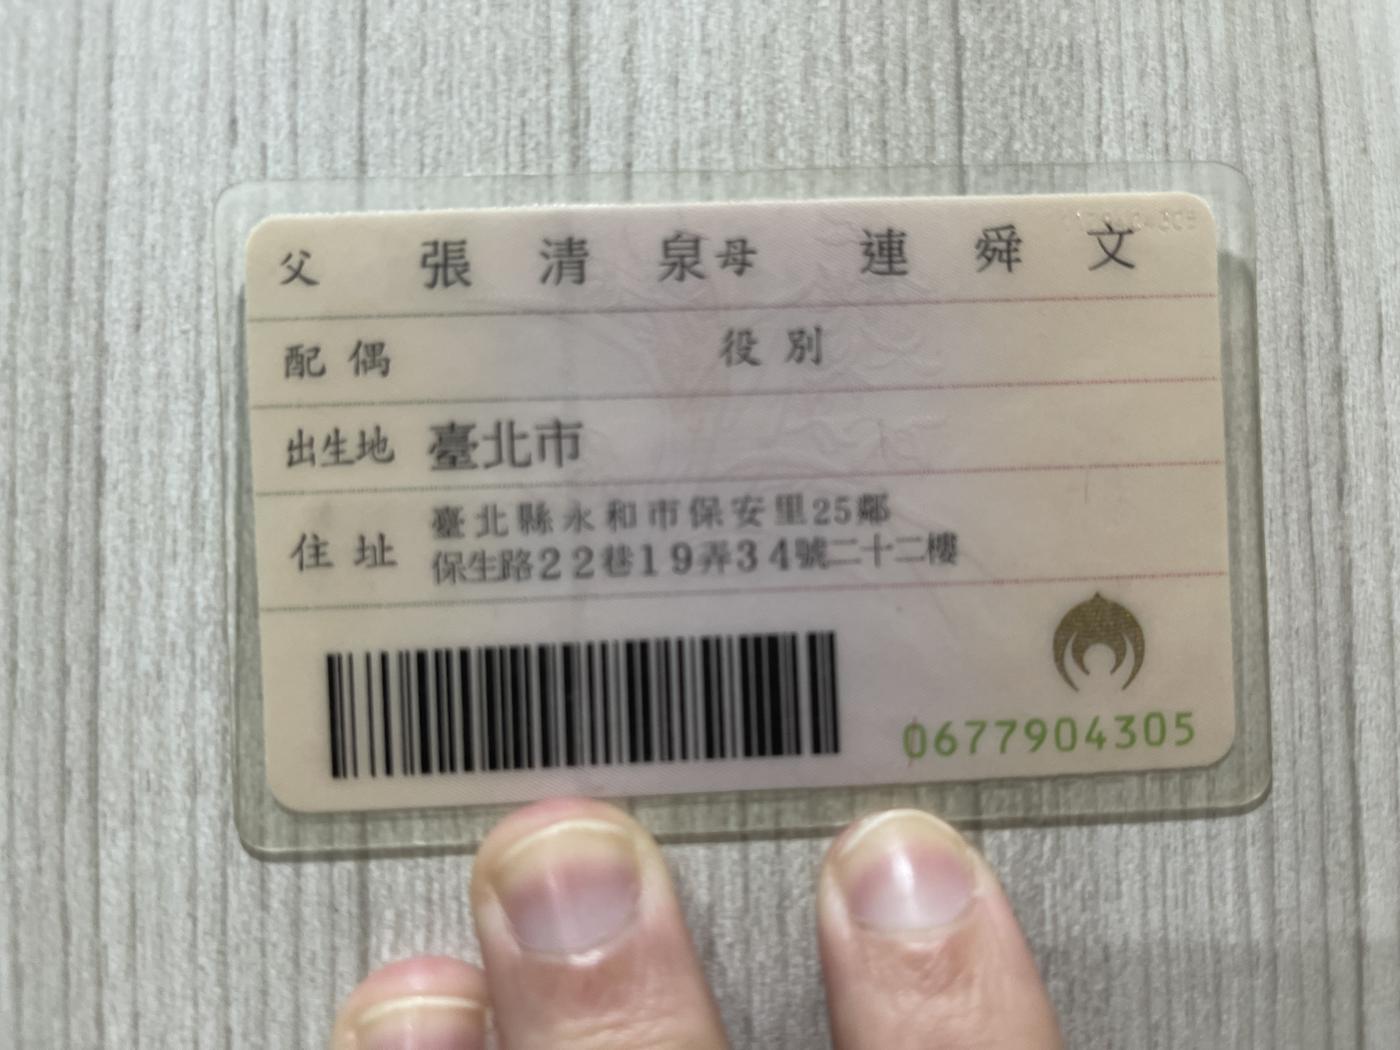 父 張清泉 母 連舜文
配偶 役別
出生地 臺北市
住址 臺北縣永和市保安里25鄰
保生路22巷19弄34號二十二樓
0677904305